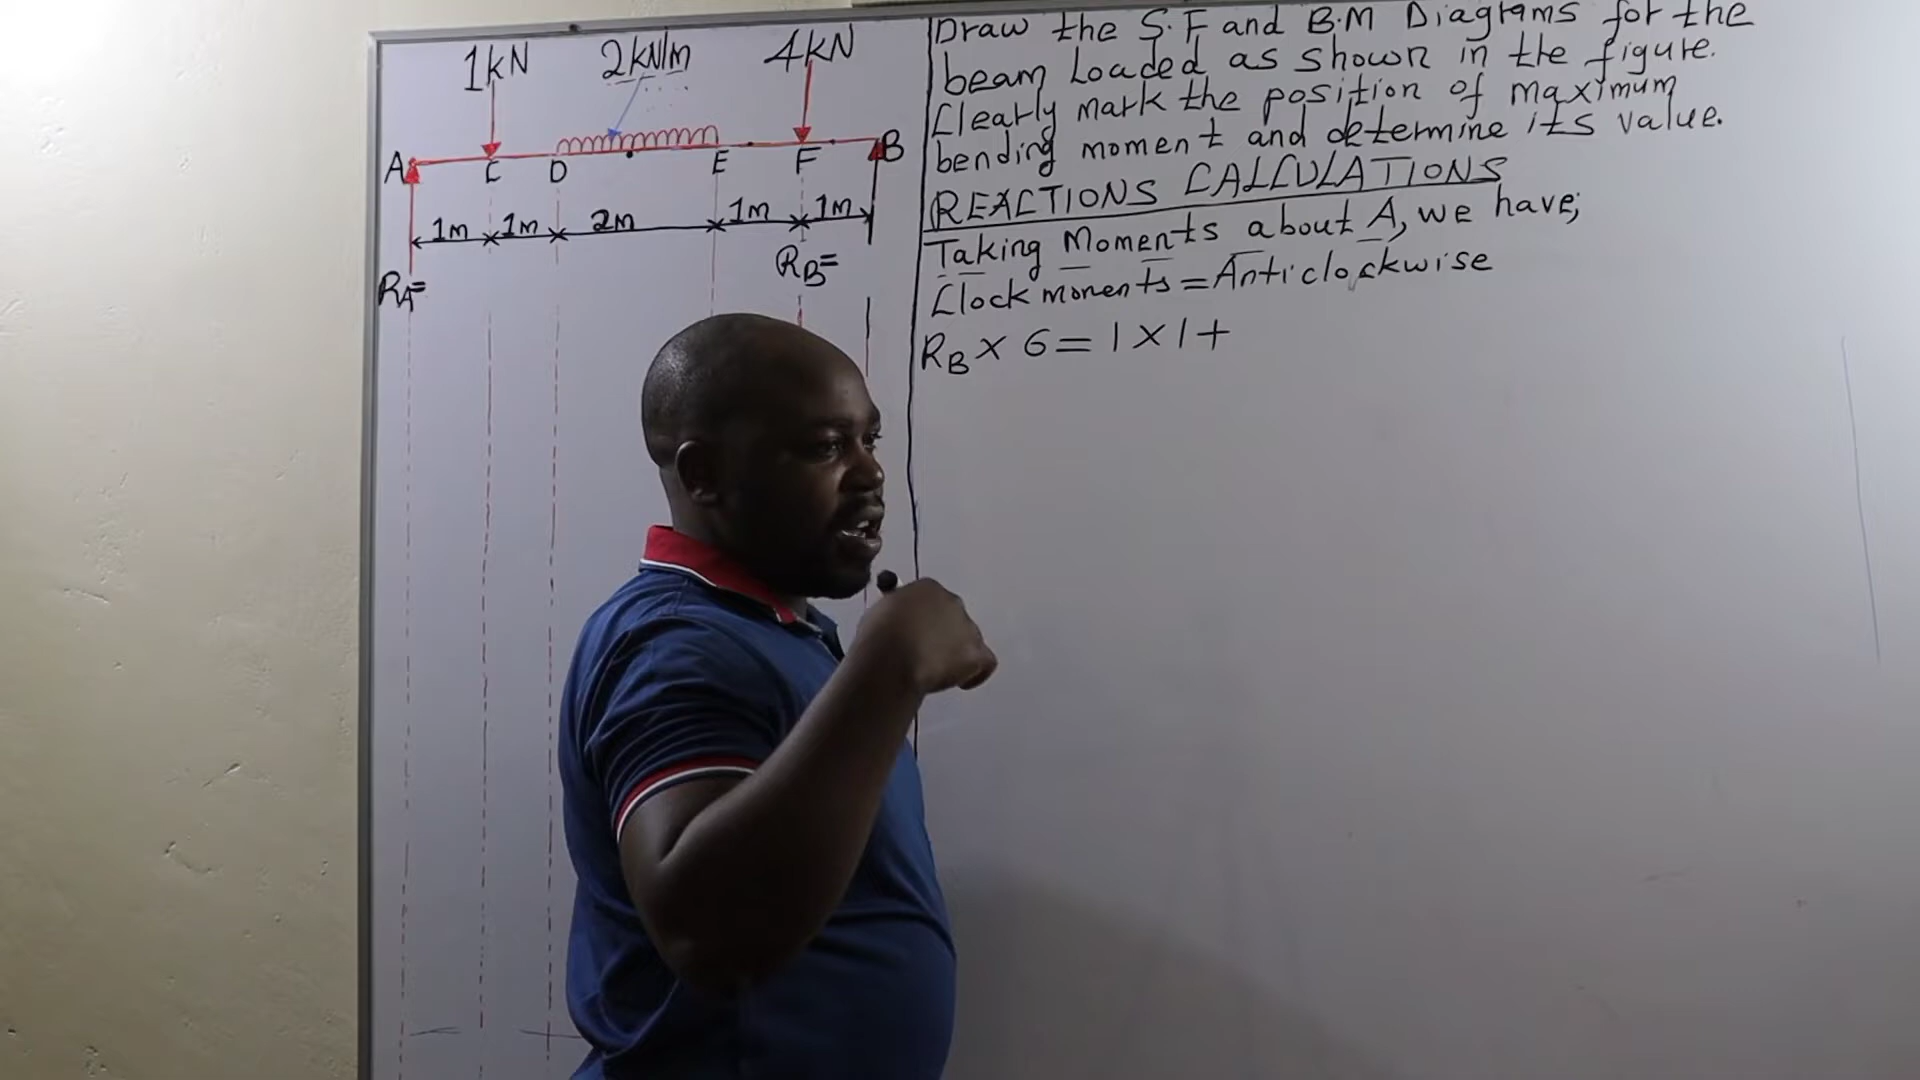 1kN 2kN/m 4kN
A C D E F B
1m 1m 2m 1m 1m
RA= RB=
Draw the S.F and B.M Diagrams for the
beam Loaded as shown in the figure.
Clearly mark the position of maximum
bending moment and determine its value.
REACTIONS CALCULATIONS
Taking Moments about A, we have;
Clock moments = Anticlockwise
RB × 6 = 1 × 1 +